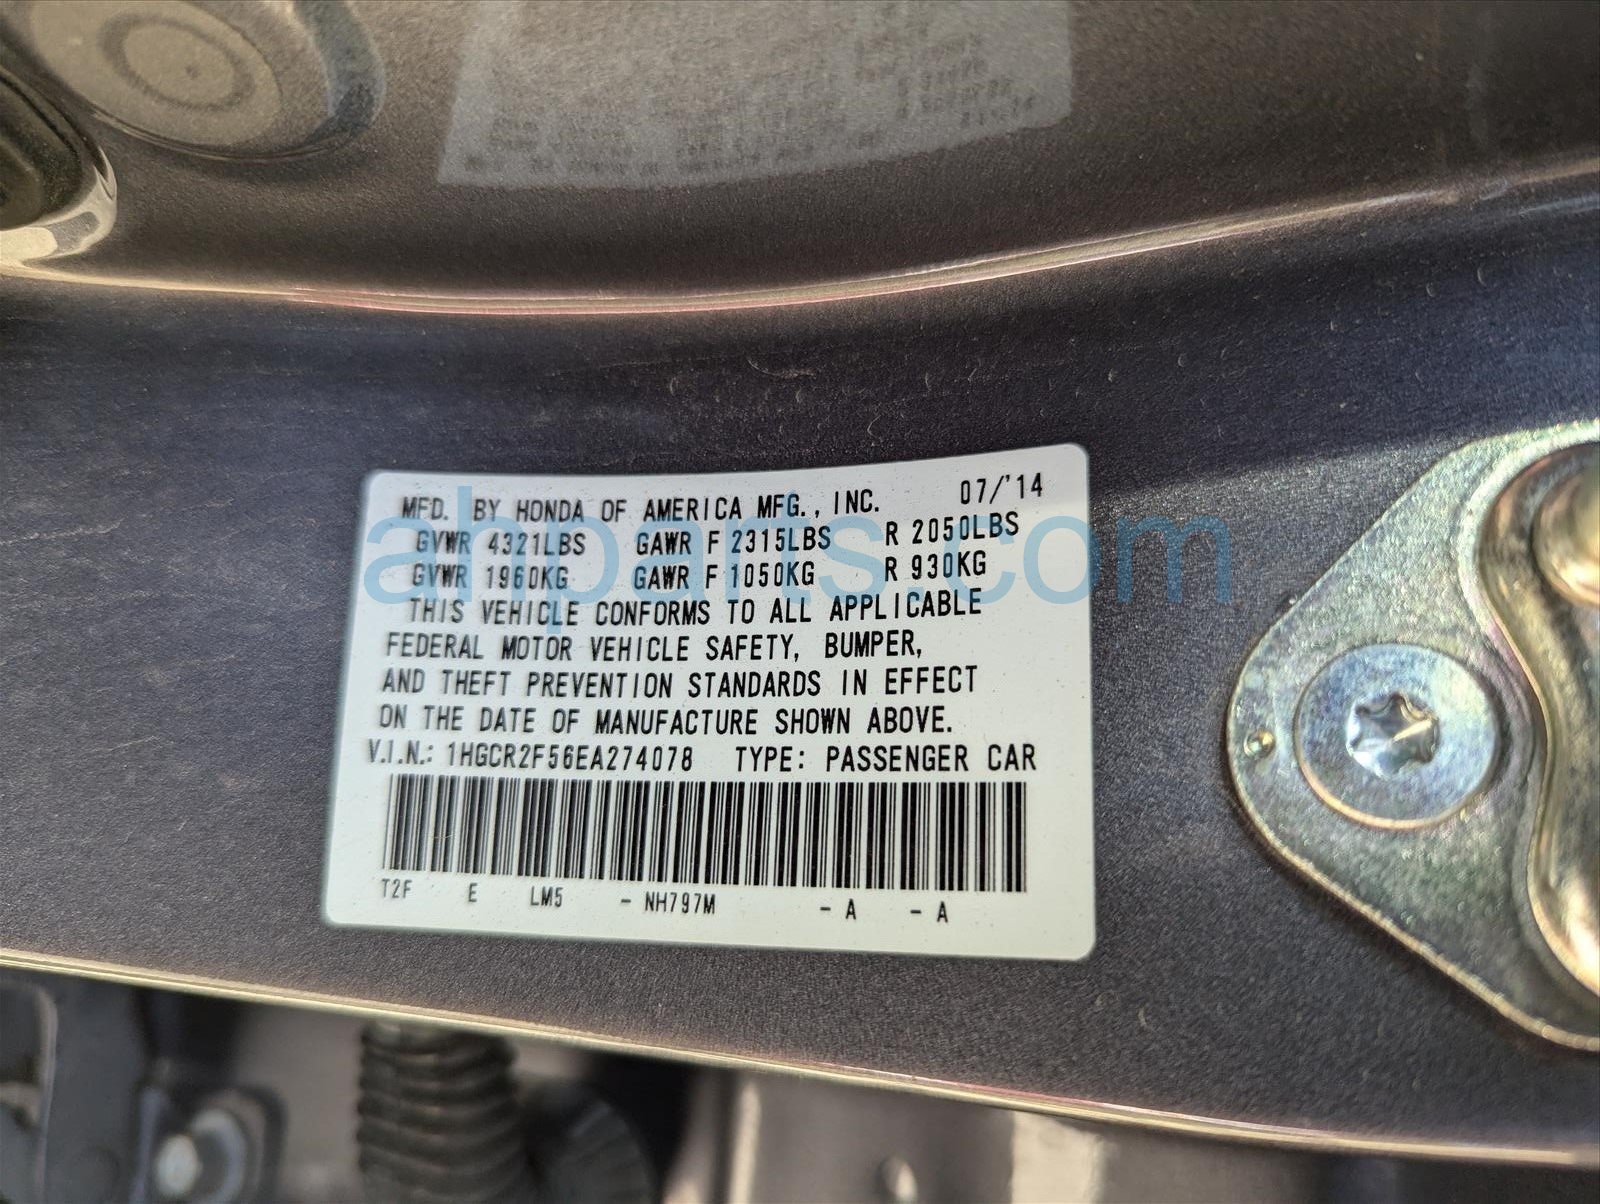 MFD. BY HONDA OF AMERICA MFG., INC. 07/'14
GVWR 4321LBS GAWR F 2315LBS R 2050LBS
GVWR 1960KG GAWR F 1050KG R 930KG
THIS VEHICLE CONFORMS TO ALL APPLICABLE
FEDERAL MOTOR VEHICLE SAFETY, BUMPER,
AND THEFT PREVENTION STANDARDS IN EFFECT
ON THE DATE OF MANUFACTURE SHOWN ABOVE.
V.I.N.: 1HGCR2F56EA274078 TYPE: PASSENGER CAR
T2F E LM5 - NH797M - A - A
ahparts.com